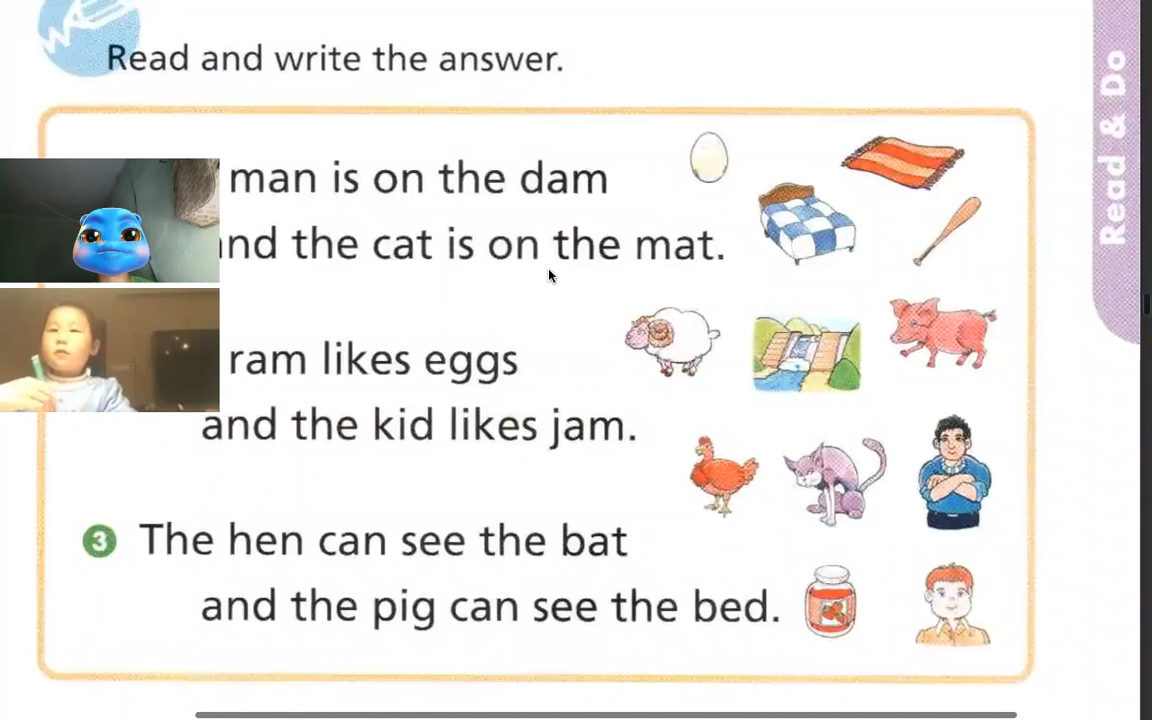 Read and write the answer.
Read & Do
man is on the dam
and the cat is on the mat.
ram likes eggs
and the kid likes jam.
3 The hen can see the bat
and the pig can see the bed.